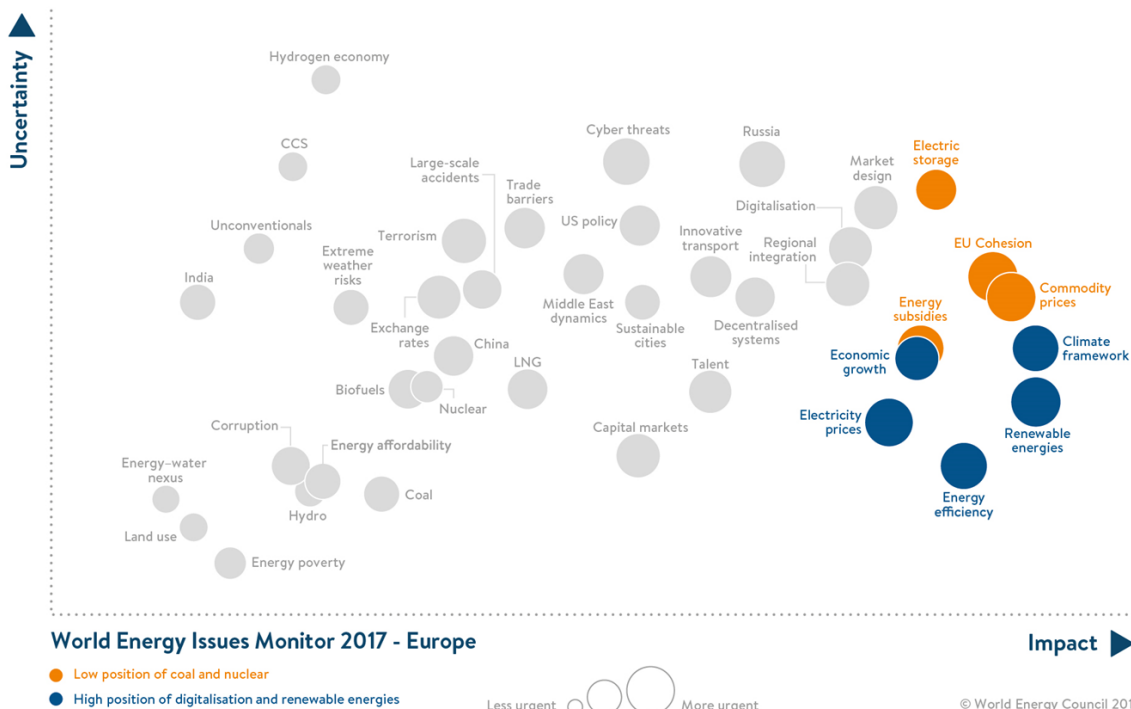 Uncertainty
Hydrogen economy
CCS
Cyber threats
Russia
Electric
storage
Large-scale
accidents
Market
design
Trade
barriers
Digitalisation
Unconventionals
US policy
Terrorism
Innovative
transport
Regional
integration
EU Cohesion
Extreme
weather
risks
India
Commodity
prices
Middle East
dynamics
Energy
subsidies
Exchange
rates
Sustainable
cities
Decentralised
systems
China
Climate
framework
Economic
growth
LNG
Talent
Biofuels
Nuclear
Electricity
prices
Corruption
Capital markets
Renewable
energies
Energy affordability
Energy–water
nexus
Coal
Hydro
Energy
efficiency
Land use
Energy poverty
World Energy Issues Monitor 2017 - Europe
Impact
Low position of coal and nuclear
High position of digitalisation and renewable energies
Less urgent
More urgent
© World Energy Council